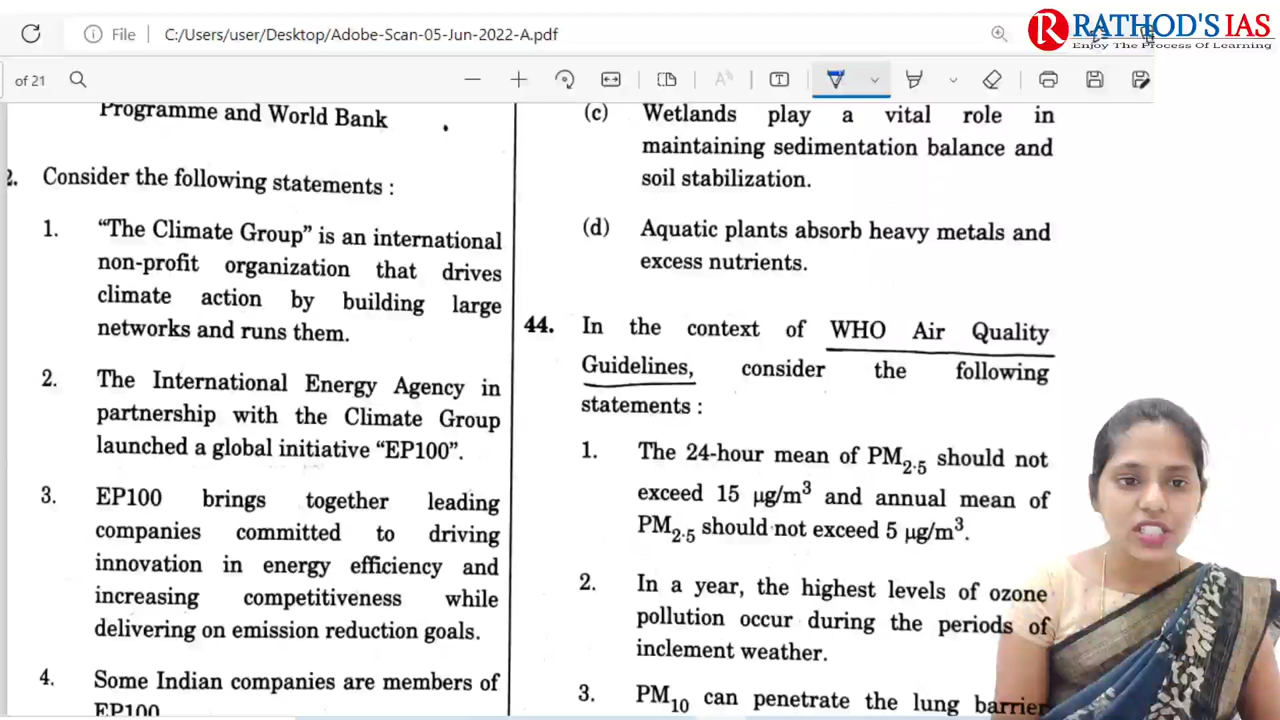 File
C:/Users/user/Desktop/Adobe-Scan-05-Jun-2022-A.pdf
RATHOD'S IAS
Enjoy The Process Of Learning
of 21
Programme and World Bank
2. Consider the following statements :
1. “The Climate Group” is an international
non-profit organization that drives
climate action by building large
networks and runs them.
2. The International Energy Agency in
partnership with the Climate Group
launched a global initiative “EP100”.
3. EP100 brings together leading
companies committed to driving
innovation in energy efficiency and
increasing competitiveness while
delivering on emission reduction goals.
4. Some Indian companies are members of
EP100
(c) Wetlands play a vital role in
maintaining sedimentation balance and
soil stabilization.
(d) Aquatic plants absorb heavy metals and
excess nutrients.
44. In the context of WHO Air Quality
Guidelines, consider the following
statements :
1. The 24-hour mean of PM2·5 should not
exceed 15 µg/m³ and annual mean of
PM2·5 should not exceed 5 µg/m³.
2. In a year, the highest levels of ozone
pollution occur during the periods of
inclement weather.
3. PM10 can penetrate the lung barrier